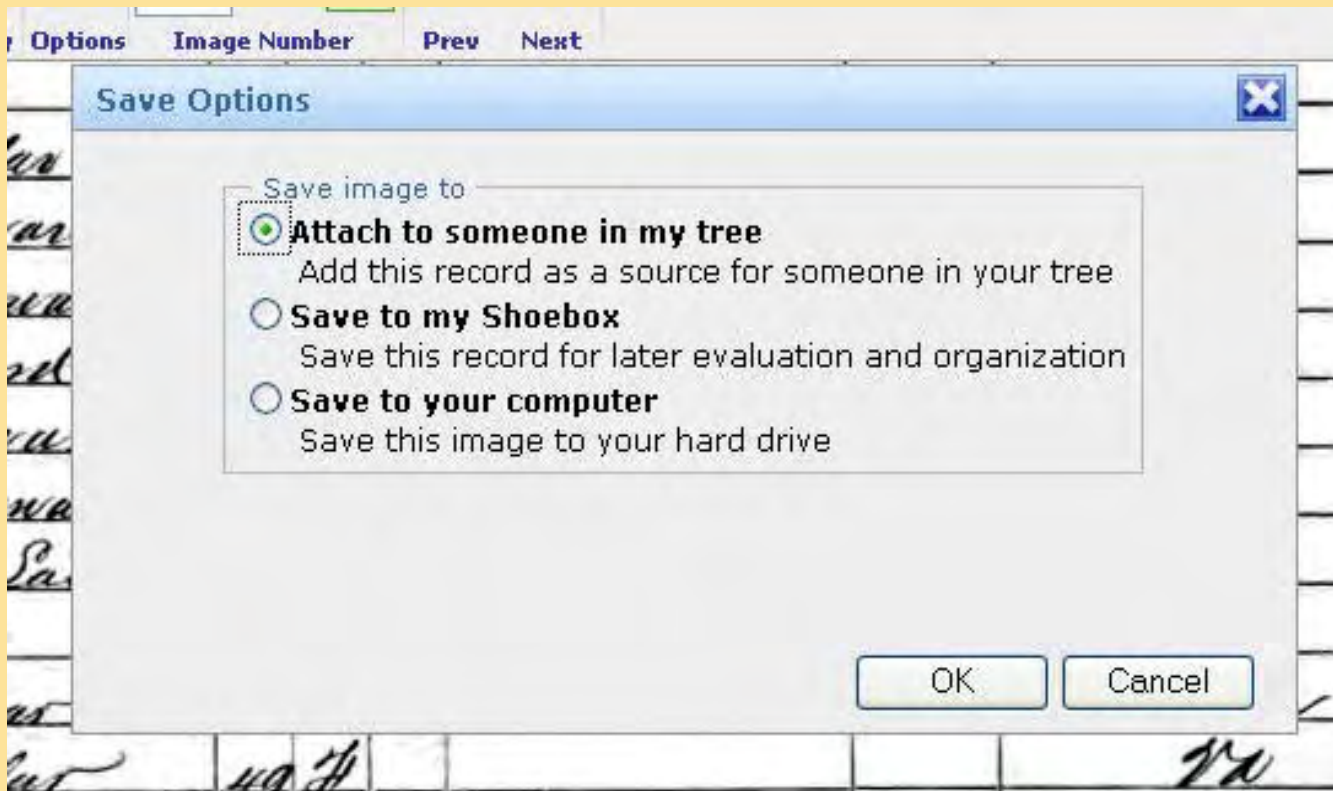 Options Image Number Prev Next
Save Options
Save image to
Attach to someone in my tree
Add this record as a source for someone in your tree
Save to my Shoebox
Save this record for later evaluation and organization
Save to your computer
Save this image to your hard drive
OK Cancel
49 Va